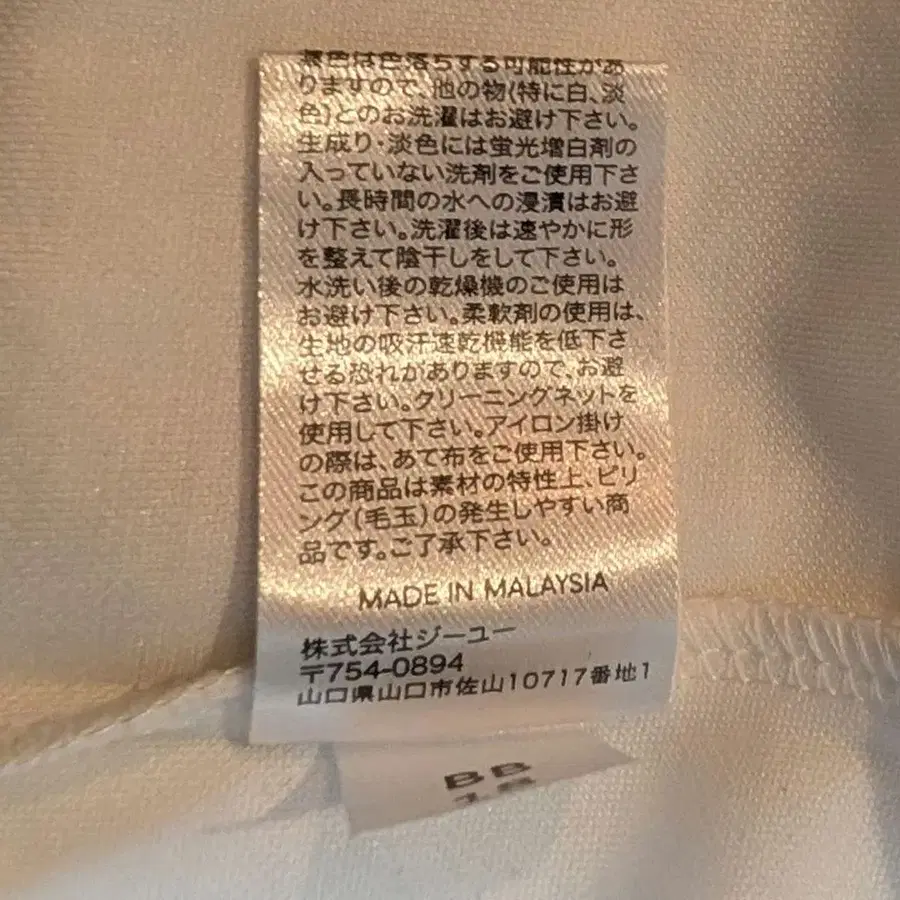 濃色は色落ちする可能性があ
りますので、他の物(特に白、淡
色)とのお洗濯はお避け下さい。
生成り・淡色には蛍光増白剤の
入っていない洗剤をご使用下さ
い。長時間の水への浸漬はお避
け下さい。洗濯後は速やかに形
を整えて陰干しをして下さい。
水洗い後の乾燥機のご使用は
お避け下さい。柔軟剤の使用は、
生地の吸汗速乾機能を低下さ
せる恐れがありますので、お避
け下さい。クリーニングネットを
使用して下さい。アイロン掛け
の際は、あて布をご使用下さい。
この商品は素材の特性上、ピリ
ング(毛玉)の発生しやすい商
品です。ご了承下さい。
MADE IN MALAYSIA
株式会社ジーユー
〒754-0894
山口県山口市佐山10717番地1
BB